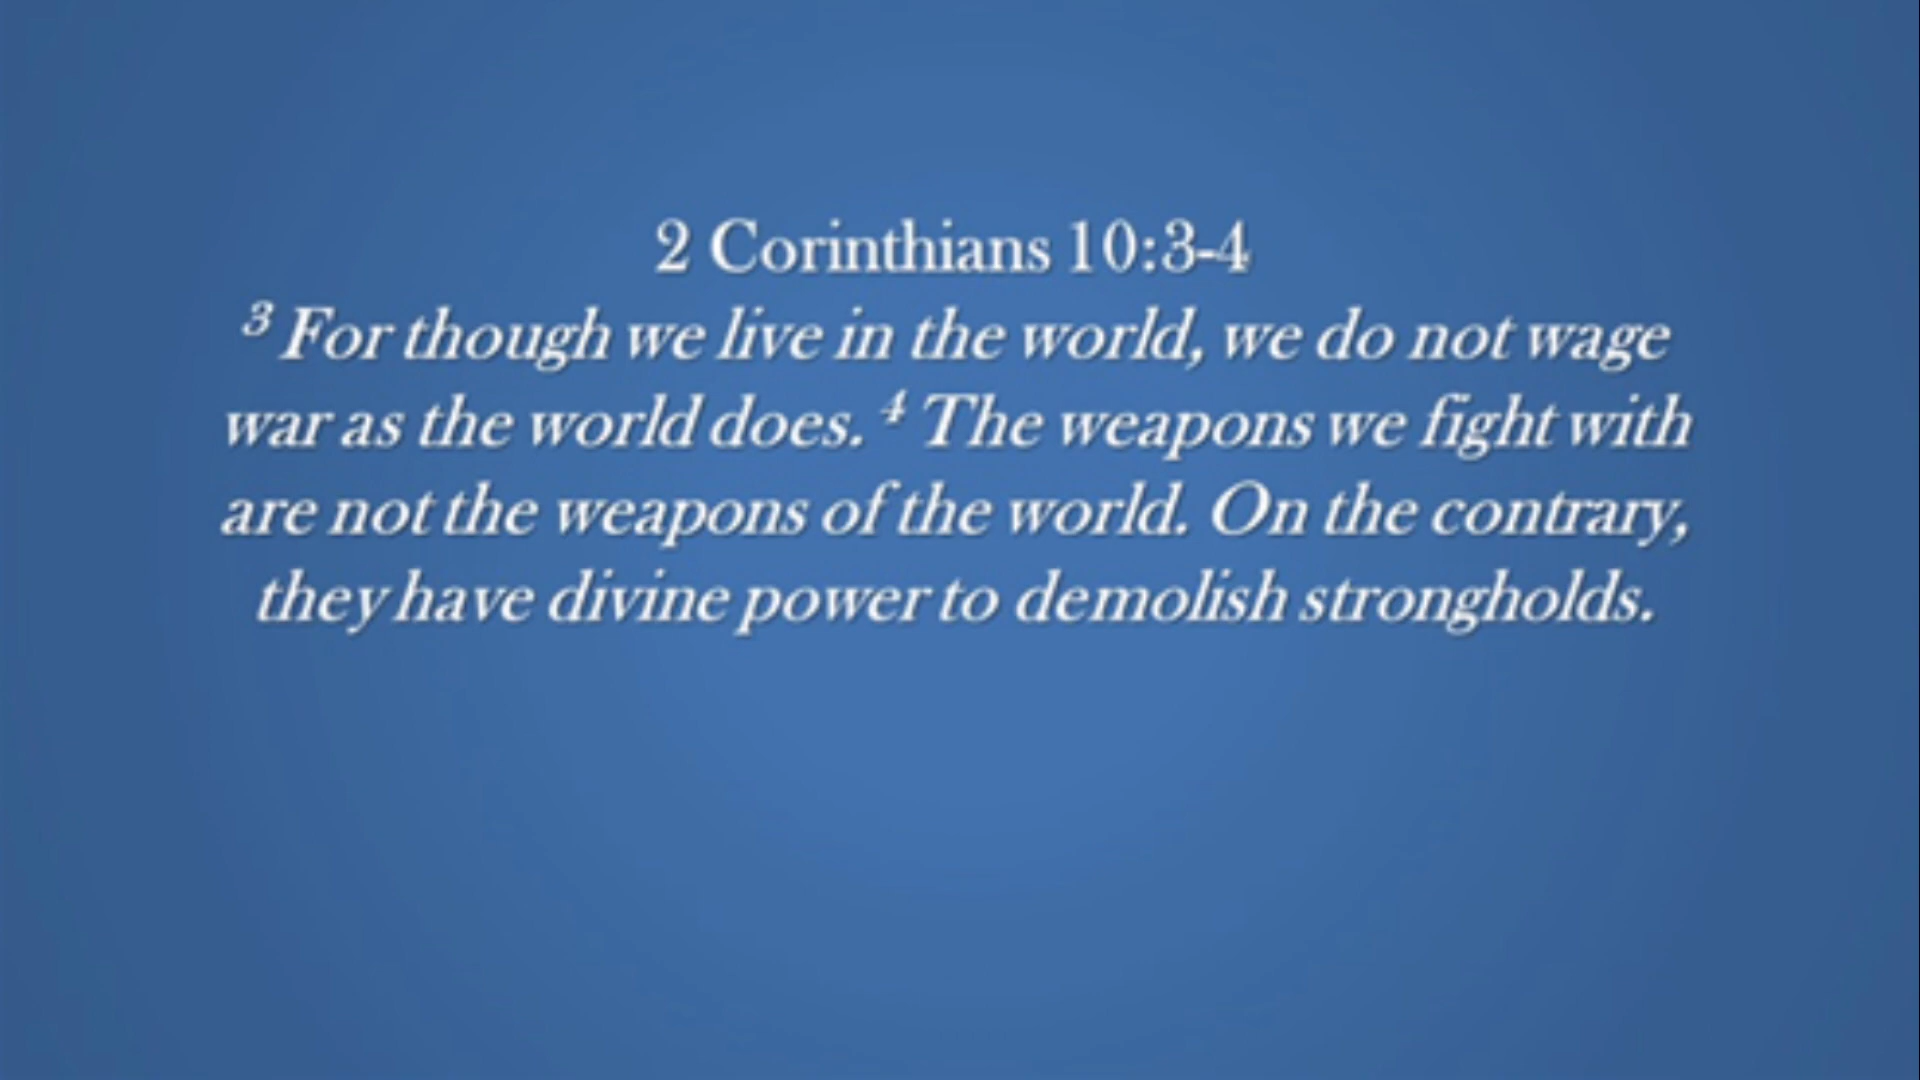 2 Corinthians 10:3-4
³ For though we live in the world, we do not wage
war as the world does. ⁴ The weapons we fight with
are not the weapons of the world. On the contrary,
they have divine power to demolish strongholds.